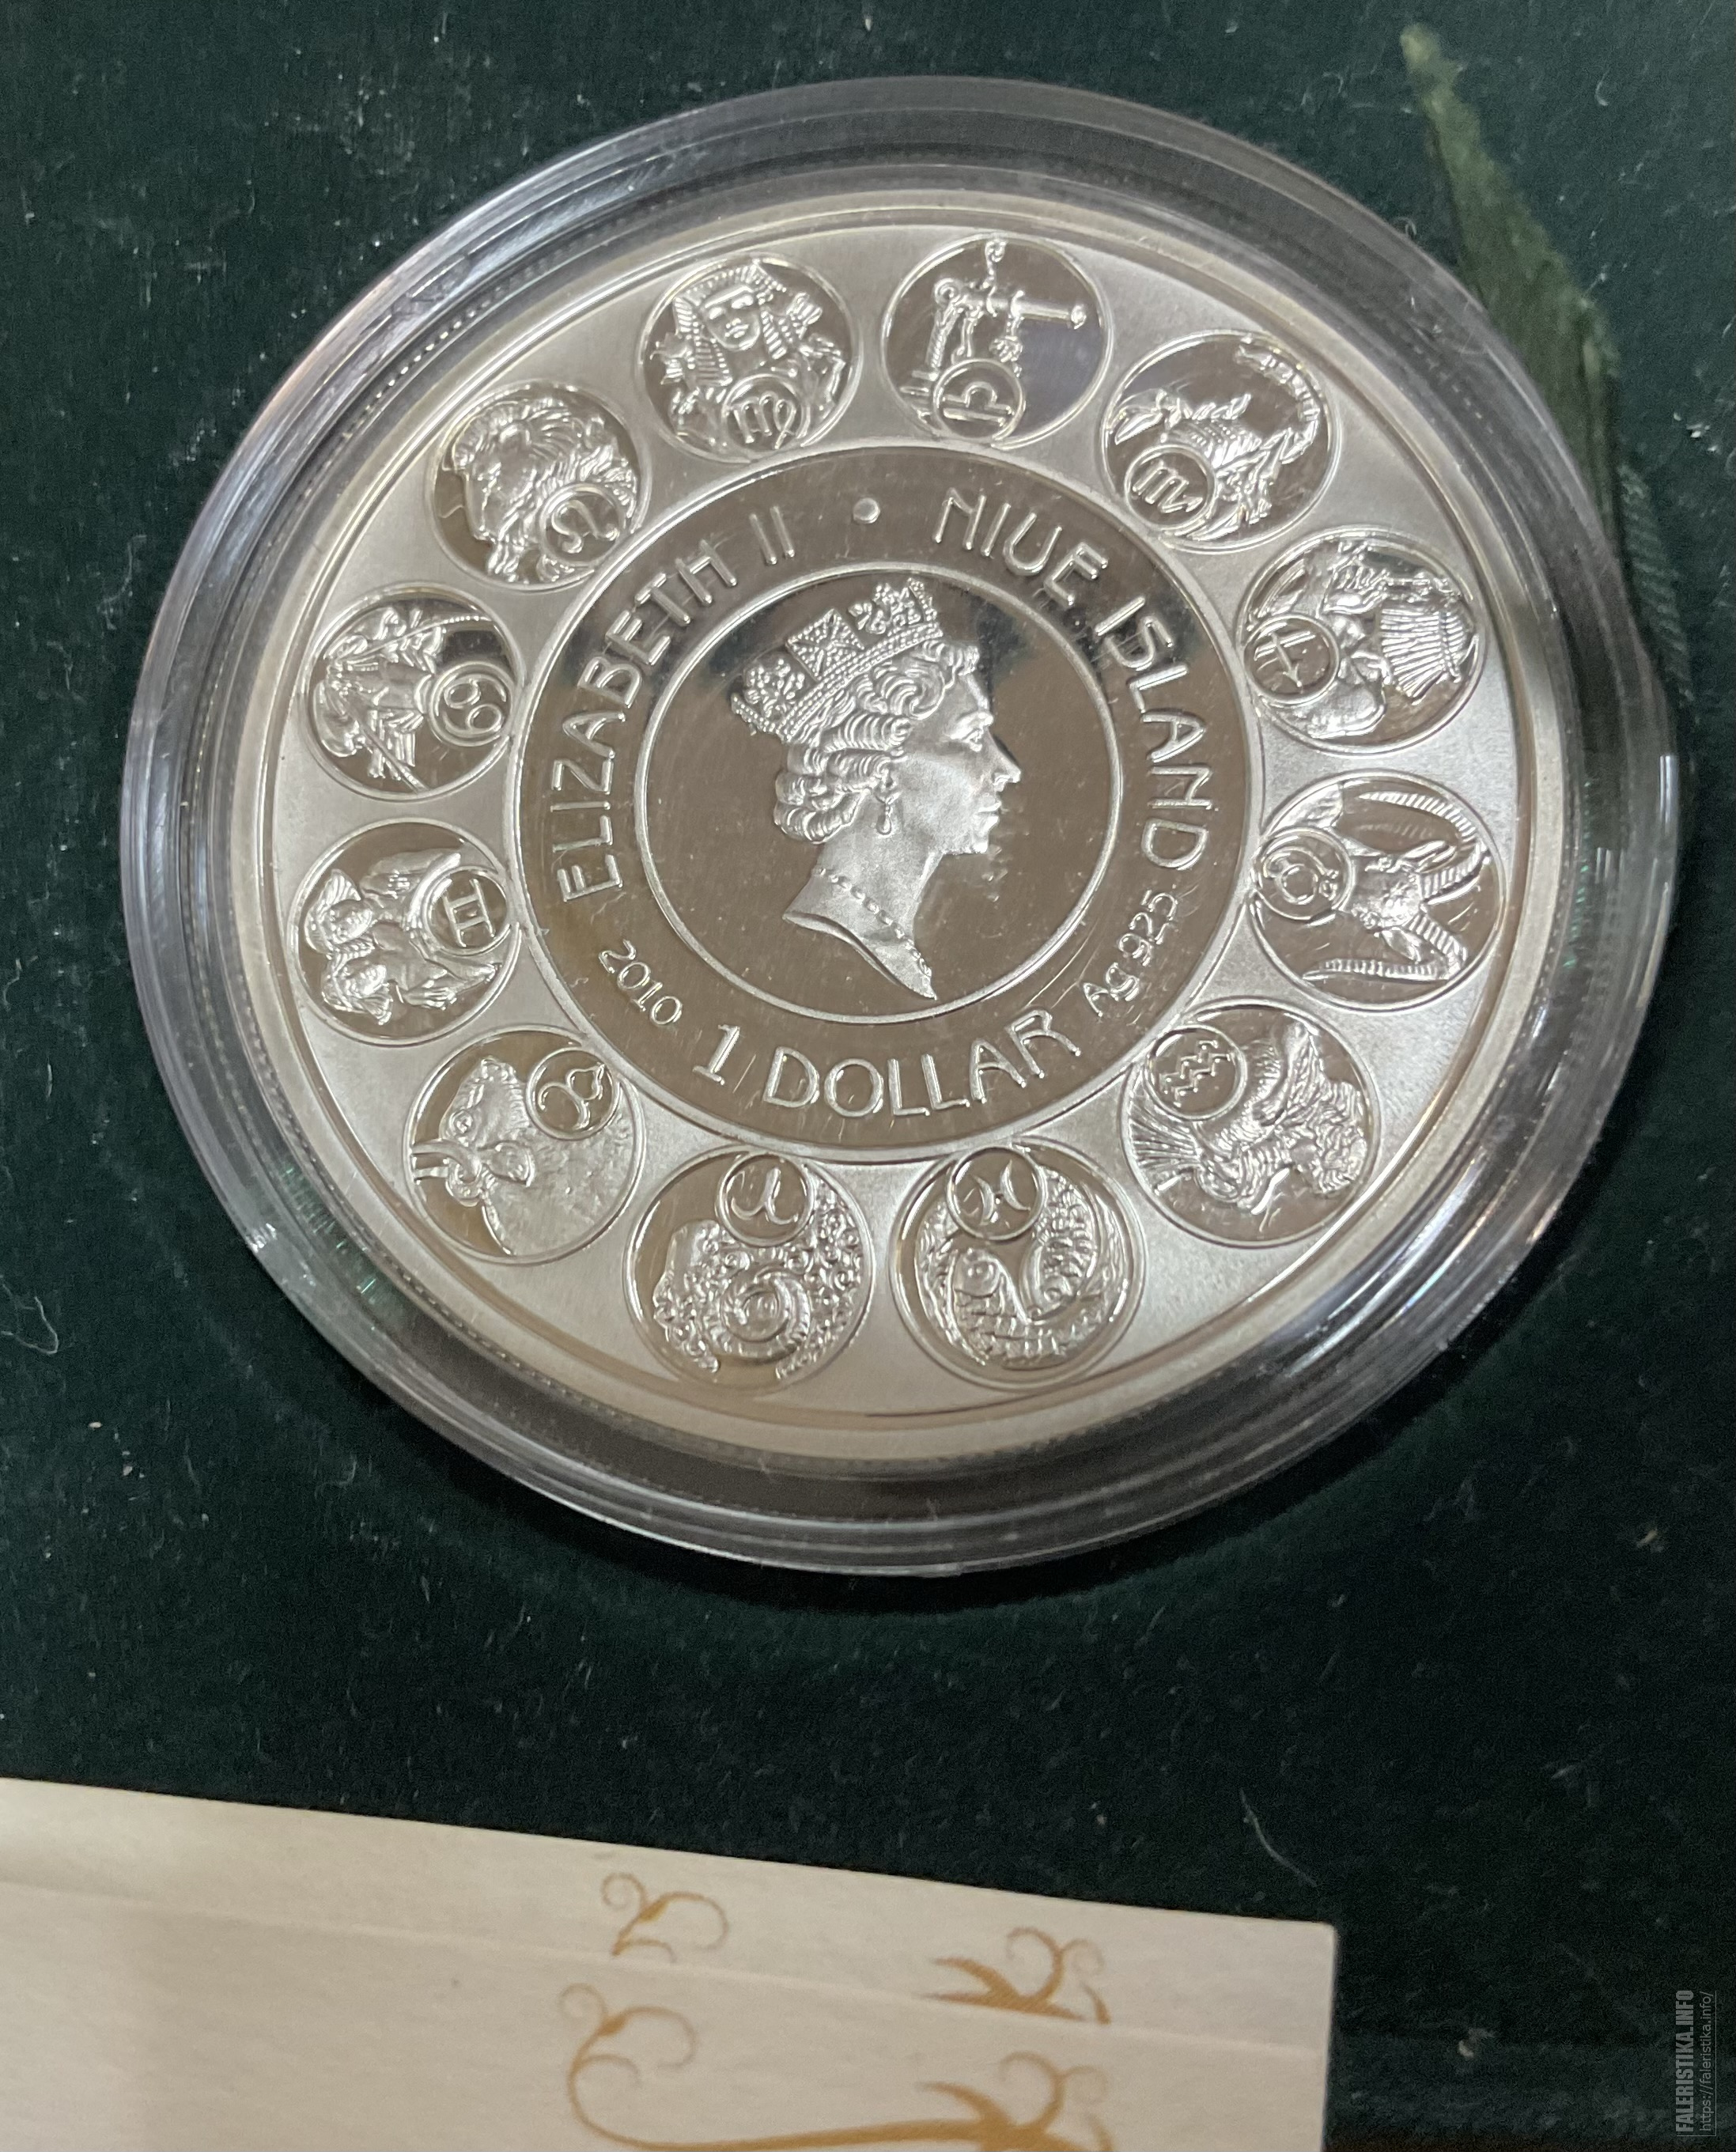 ELIZABETH II • NIUE ISLAND
2010 1 DOLLAR Ag 925
FALERISTIKA.INFO
https://faleristika.info/